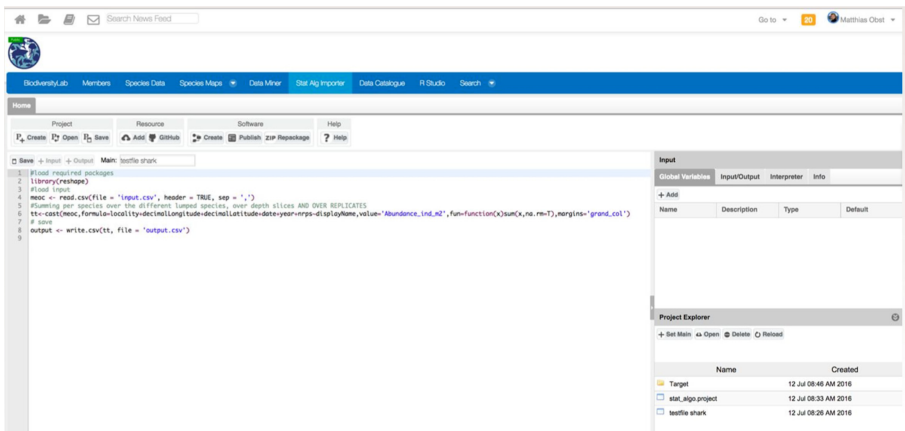 Search News Feed
Go to
20
Matthias Obst
BiodiversityLab Members Species Data Species Maps Data Miner Stat Alg Importer Data Catalogue R Studio Search
Home
Project Resource Software Help
Create Open Save Add GitHub Create Publish ZIP Repackage ? Help
Save + Input + Output Main: testfile shark
1 #load required packages
2 library(reshape)
3 #load input
4 meoc <- read.csv(file = 'input.csv', header = TRUE, sep = ',')
5 #Summing per species over the different lumped species, over depth slices AND OVER REPLICATES
6 tt<-cast(meoc,formula=locality+decimalLongitude+decimalLatitude+date+year+nrps~displayName,value='Abundance_ind_m2',fun=function(x)sum(x,na.rm=T),margins='grand_col')
7 # save
8 output <- write.csv(tt, file = 'output.csv')
9
Input
Global Variables Input/Output Interpreter Info
+ Add
Name Description Type Default
Project Explorer
+ Set Main Open Delete Reload
Name Created
Target 12 Jul 08:46 AM 2016
stat_algo.project 12 Jul 08:33 AM 2016
testfile shark 12 Jul 08:26 AM 2016